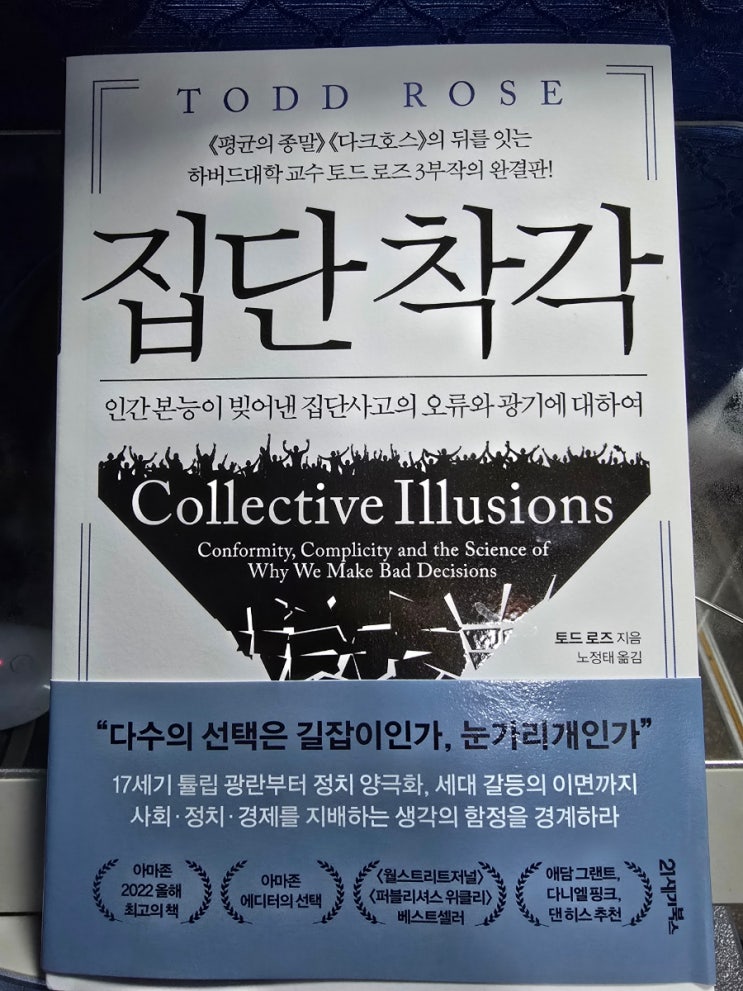 TODD ROSE
《평균의 종말》《다크호스》의 뒤를 잇는
하버드대학 교수 토드 로즈 3부작의 완결판!
집단 착각
인간 본능이 빚어낸 집단사고의 오류와 광기에 대하여
Collective Illusions
Conformity, Complicity and the Science of
Why We Make Bad Decisions
토드 로즈 지음
노정태 옮김
“다수의 선택은 길잡이인가, 눈가리개인가”
17세기 튤립 광란부터 정치 양극화, 세대 갈등의 이면까지
사회·정치·경제를 지배하는 생각의 함정을 경계하라
아마존
2022 올해
최고의 책
아마존
에디터의 선택
〈월스트리트저널〉
〈퍼블리셔스 위클리〉
베스트셀러
애덤 그랜트,
다니엘 핑크,
댄 히스 추천
21세기북스